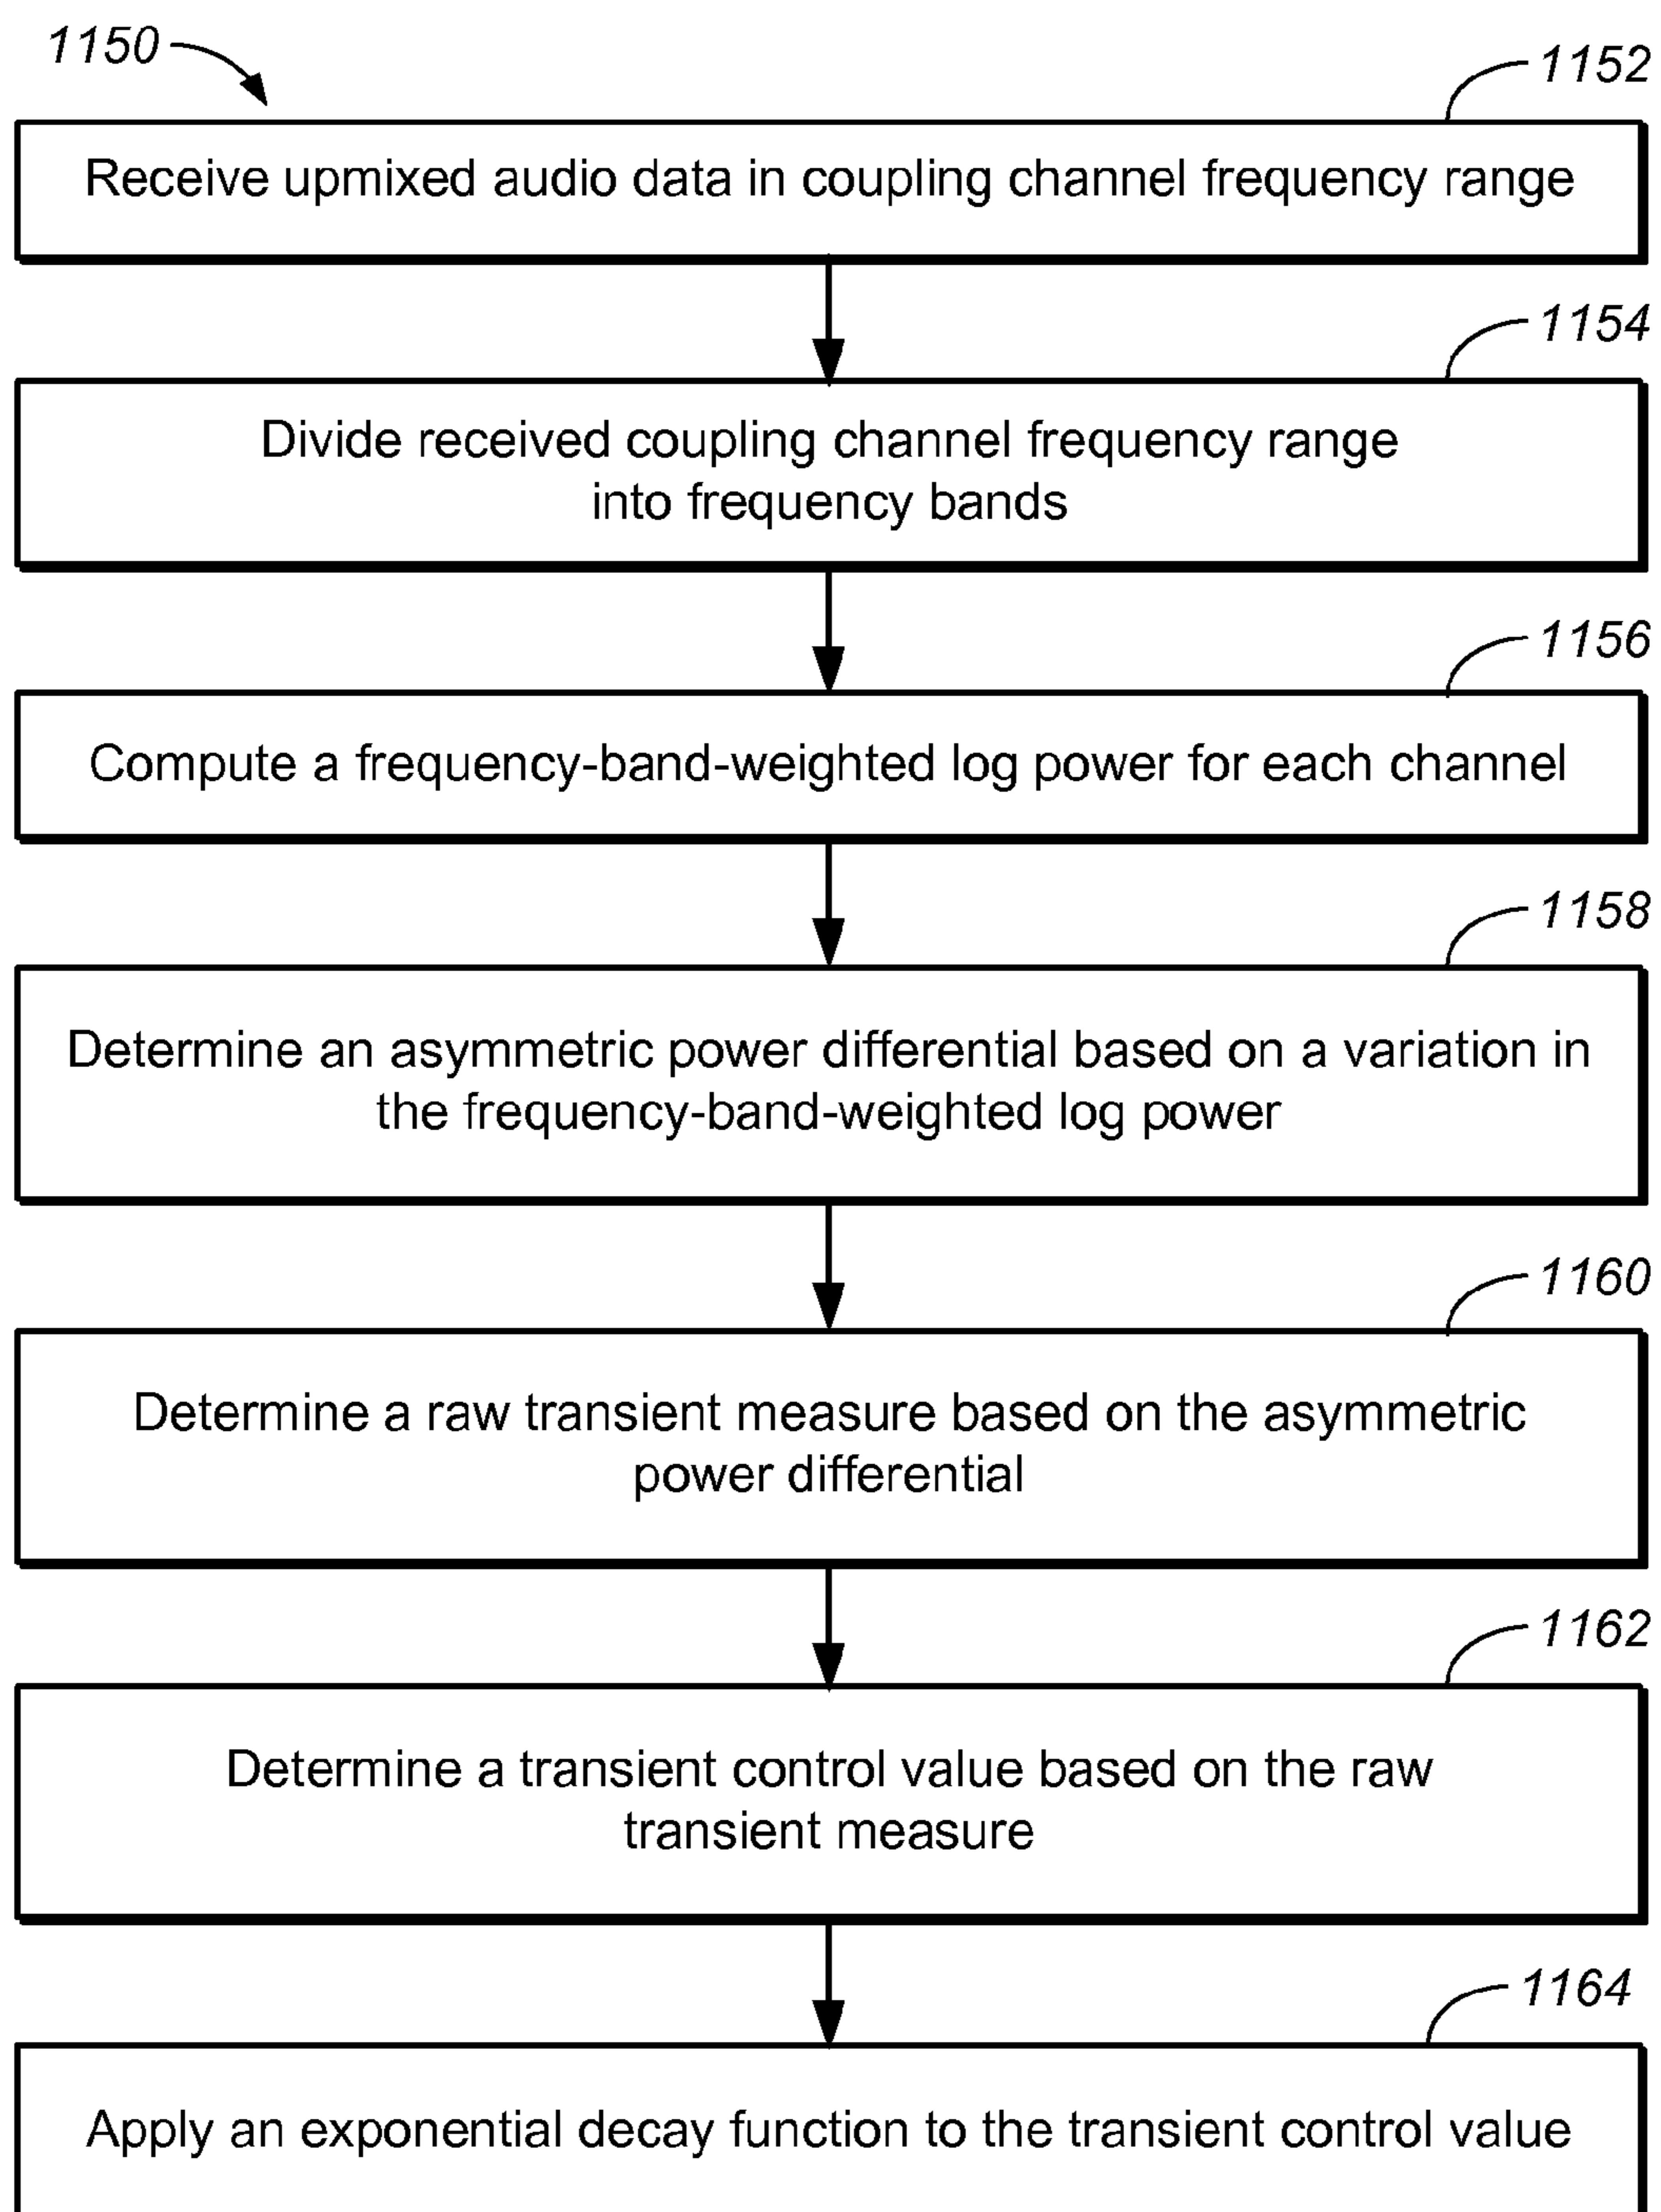 1150
1152
Receive upmixed audio data in coupling channel frequency range
1154
Divide received coupling channel frequency range
into frequency bands
1156
Compute a frequency-band-weighted log power for each channel
1158
Determine an asymmetric power differential based on a variation in
the frequency-band-weighted log power
1160
Determine a raw transient measure based on the asymmetric
power differential
1162
Determine a transient control value based on the raw
transient measure
1164
Apply an exponential decay function to the transient control value